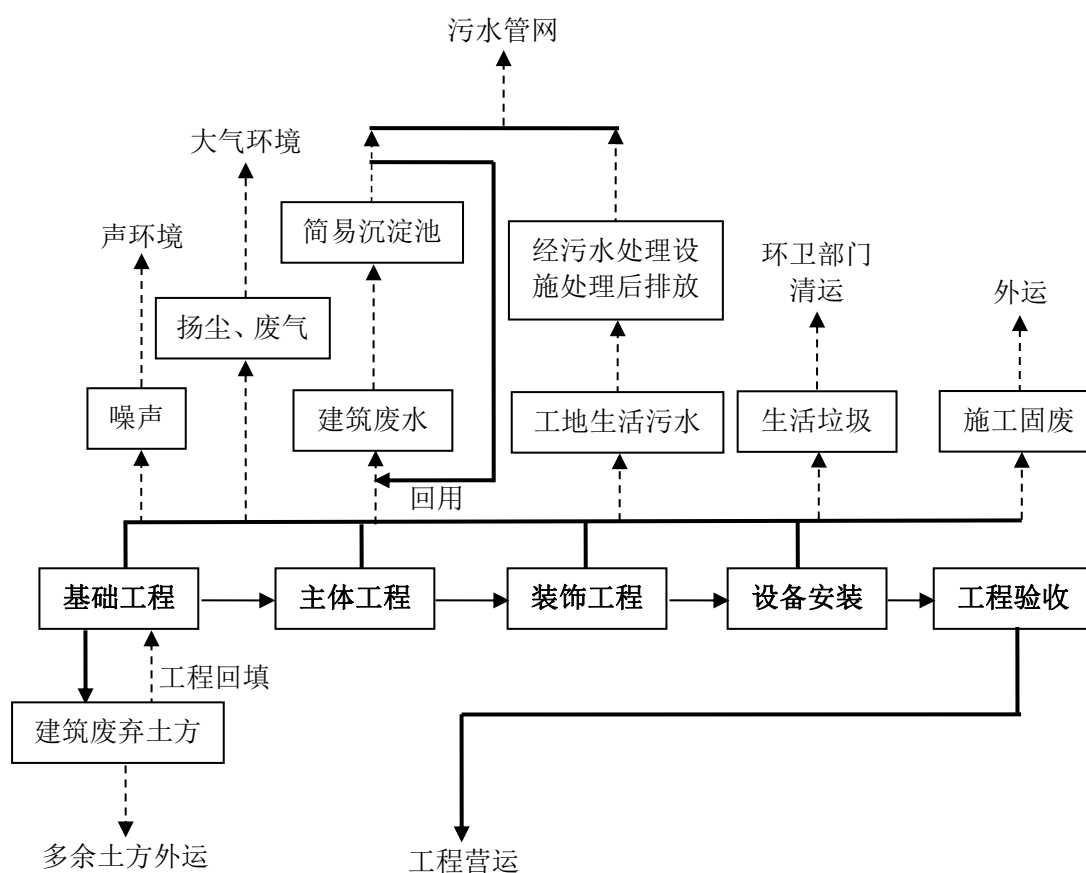 污水管网
大气环境
声环境
简易沉淀池
经污水处理设
施处理后排放
环卫部门
清运
外运
扬尘、废气
噪声
建筑废水
工地生活污水
生活垃圾
施工固废
回用
基础工程
主体工程
装饰工程
设备安装
工程验收
工程回填
建筑废弃土方
多余土方外运
工程营运